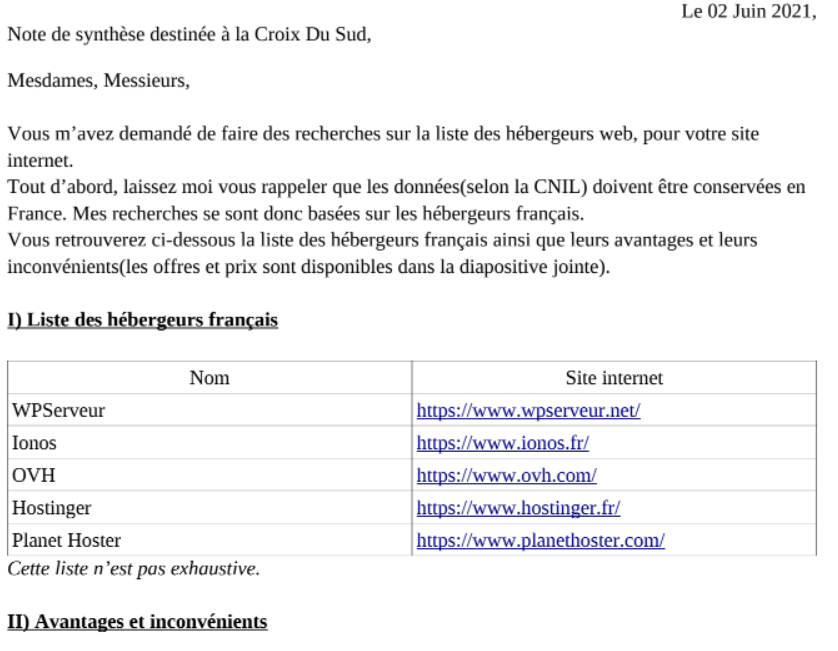 Le 02 Juin 2021,
Note de synthèse destinée à la Croix Du Sud,
Mesdames, Messieurs,
Vous m’avez demandé de faire des recherches sur la liste des hébergeurs web, pour votre site
internet.
Tout d’abord, laissez moi vous rappeler que les données(selon la CNIL) doivent être conservées en
France. Mes recherches se sont donc basées sur les hébergeurs français.
Vous retrouverez ci-dessous la liste des hébergeurs français ainsi que leurs avantages et leurs
inconvénients(les offres et prix sont disponibles dans la diapositive jointe).
I) Liste des hébergeurs français
Nom Site internet
WPServeur https://www.wpserveur.net/
Ionos https://www.ionos.fr/
OVH https://www.ovh.com/
Hostinger https://www.hostinger.fr/
Planet Hoster https://www.planethoster.com/
Cette liste n’est pas exhaustive.
II) Avantages et inconvénients